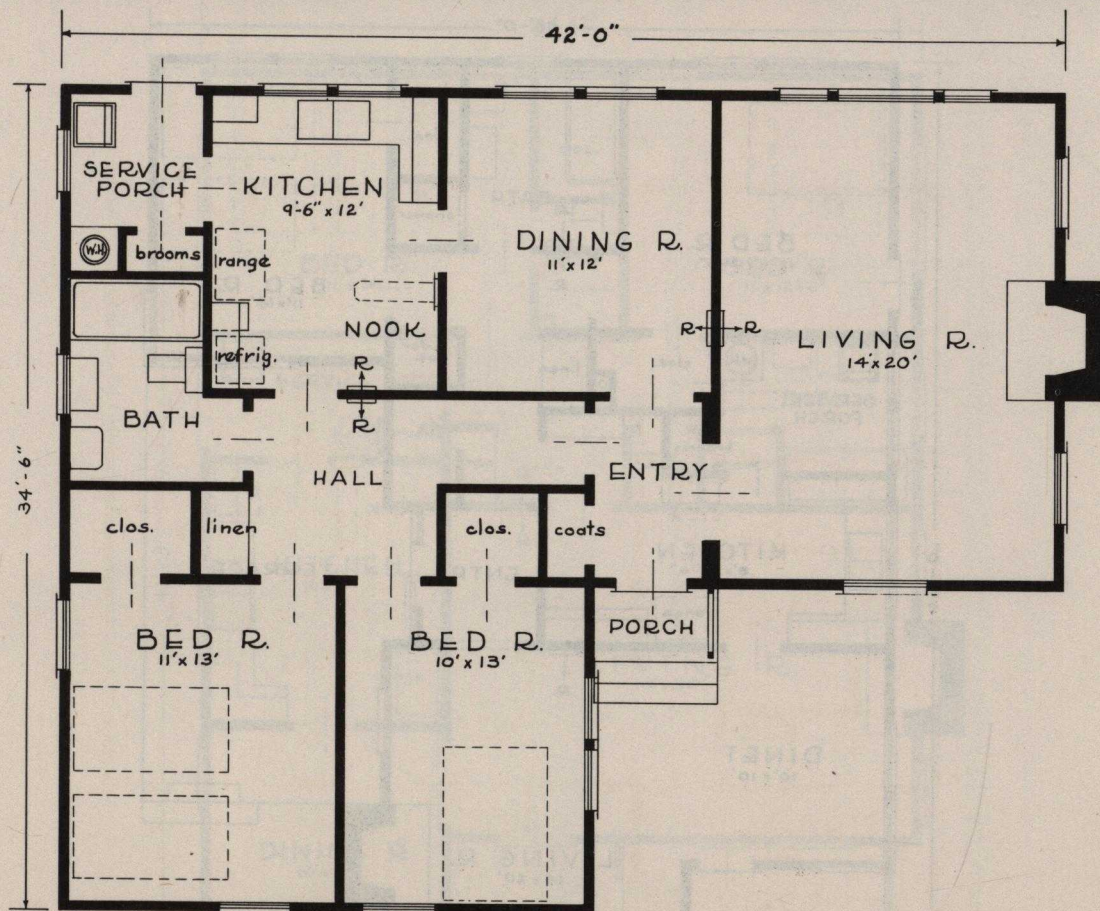 42'-0"
34'-6"
SERVICE
PORCH
KITCHEN
9'-6" x 12'
W.H.
brooms
range
DINING R.
11' x 12'
NOOK
refrig.
R R
LIVING R.
14' x 20'
R
R
BATH
HALL
ENTRY
clos.
linen
clos.
coats
BED R.
11' x 13'
BED R.
10' x 13'
PORCH